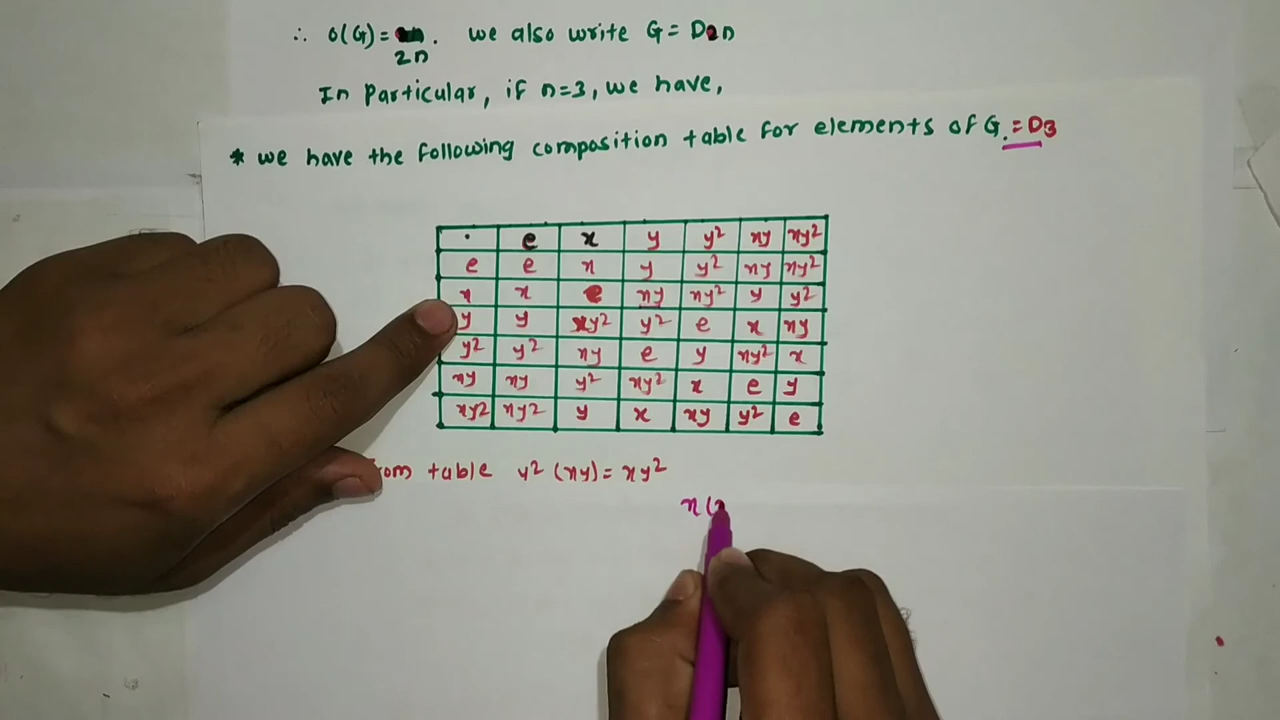 ∴ O(G) = 2n. we also write G = D2n
In Particular, if n=3, we have,
* we have the following composition table for elements of G. = D3
· e x y y² xy xy²
e e x y y² xy xy²
x x e xy xy² y y²
y y xy² y² e x xy
y² y² xy e y xy² x
xy xy y² xy² x e y
xy² xy² y x xy y² e
table y² (xy) = xy²
x (